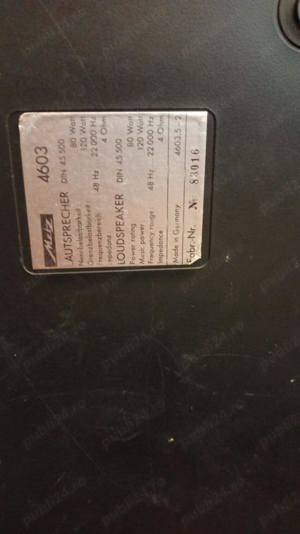 Metz 4603
LAUTSPRECHER DIN 45 500
Nennbelastbarkeit 80 Watt
Grenzbelastbarkeit 120 Watt
Frequenzbereich 48 Hz 22 000 Hz
Impedanz 4 Ohm
LOUDSPEAKER DIN 45 500
Power rating 80 Watt
Music power 120 Watt
Frequency range 48 Hz 22 000 Hz
Impedance 4 Ohm
Made in Germany 4603.5 - 2
Fabr.-Nr. № 83016